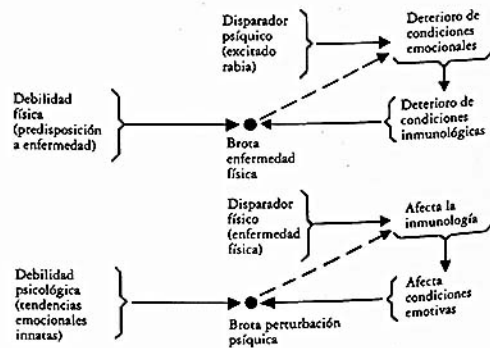 Disparador
psíquico
(excitado
rabia)
Deterioro de
condiciones
emocionales
Debilidad
física
(predisposición
a enfermedad)
Brota
enfermedad
física
Deterioro de
condiciones
inmunológicas
Disparador
físico
(enfermedad
física)
Afecta la
inmunología
Debilidad
psicológica
(tendencias
emocionales
innatas)
Brota perturbación
psíquica
Afecta
condiciones
emotivas